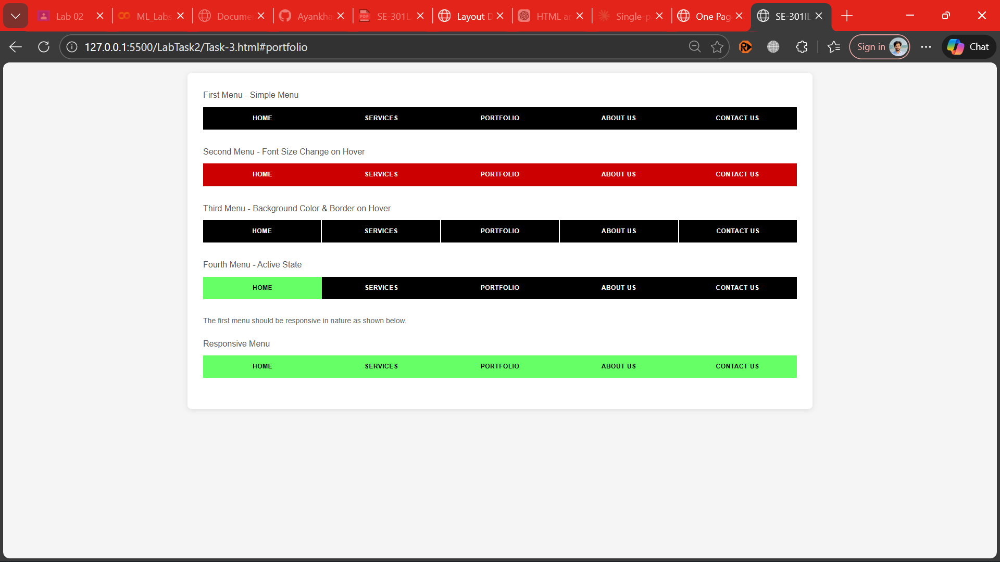 Lab 02
ML_Labs
Docume
Ayankha
SE-301L
Layout D
HTML an
Single-p
One Pag
SE-301L
127.0.0.1:5500/LabTask2/Task-3.html#portfolio
Sign in
Chat
First Menu - Simple Menu
HOME SERVICES PORTFOLIO ABOUT US CONTACT US
Second Menu - Font Size Change on Hover
HOME SERVICES PORTFOLIO ABOUT US CONTACT US
Third Menu - Background Color & Border on Hover
HOME SERVICES PORTFOLIO ABOUT US CONTACT US
Fourth Menu - Active State
HOME SERVICES PORTFOLIO ABOUT US CONTACT US
The first menu should be responsive in nature as shown below.
Responsive Menu
HOME SERVICES PORTFOLIO ABOUT US CONTACT US